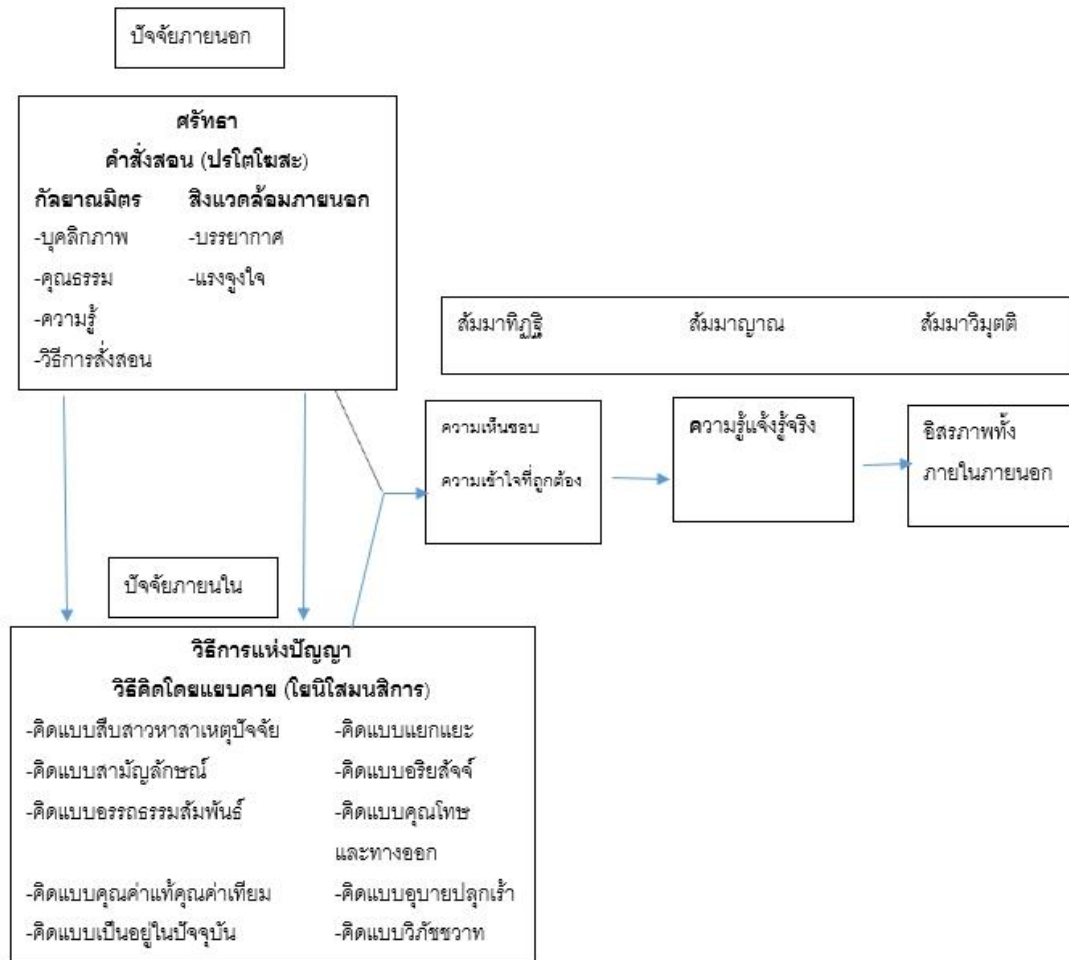 ปัจจัยภายนอก
ศรัทธา
คำสั่งสอน (ปรโตโฆสะ)
กัลยาณมิตร สิ่งแวดล้อมภายนอก
-บุคลิกภาพ -บรรยากาศ
-คุณธรรม -แรงจูงใจ
-ความรู้
-วิธีการสั่งสอน
สัมมาทิฏฐิ สัมมาญาณ สัมมาวิมุตติ
ความเห็นชอบ
ความเข้าใจที่ถูกต้อง
ความรู้แจ้งรู้จริง
อิสรภาพทั้ง
ภายในภายนอก
ปัจจัยภายนใน
วิธีการแห่งปัญญา
วิธีคิดโดยแยบคาย (โยนิโสมนสิการ)
-คิดแบบสืบสาวหาสาเหตุปัจจัย -คิดแบบแยกแยะ
-คิดแบบสามัญลักษณ์ -คิดแบบอริยสัจจ์
-คิดแบบอรรถธรรมสัมพันธ์ -คิดแบบคุณโทษ
และทางออก
-คิดแบบคุณค่าแท้คุณค่าเทียม -คิดแบบอุบายปลุกเร้า
-คิดแบบเป็นอยู่ในปัจจุบัน -คิดแบบวิภัชชวาท